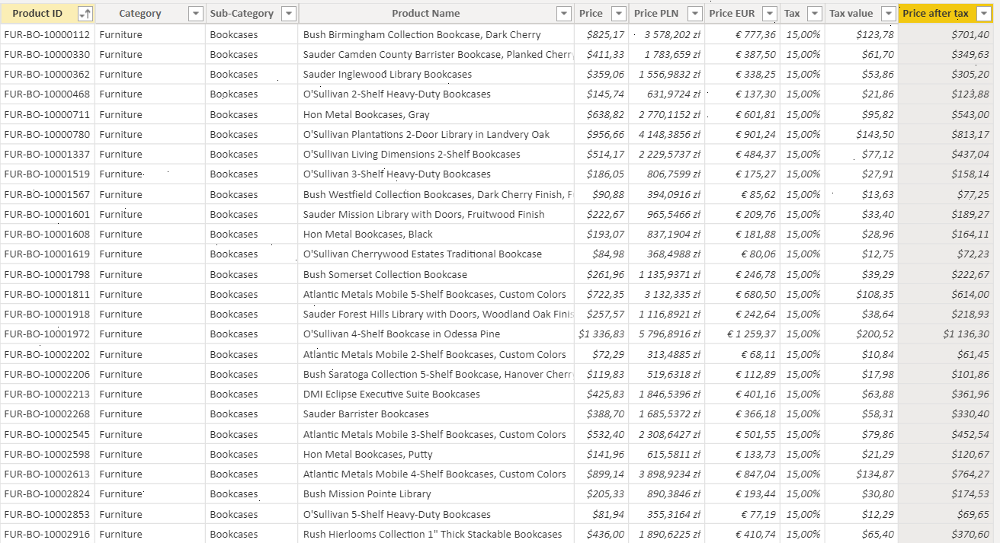 Product ID Category Sub-Category Product Name Price Price PLN Price EUR Tax Tax value Price after tax
FUR-BO-10000112 Furniture Bookcases Bush Birmingham Collection Bookcase, Dark Cherry $825,17 3 578,202 zł € 777,36 15,00% $123,78 $701,40
FUR-BO-10000330 Furniture Bookcases Sauder Camden County Barrister Bookcase, Planked Cherr $411,33 1 783,659 zł € 387,50 15,00% $61,70 $349,63
FUR-BO-10000362 Furniture Bookcases Sauder Inglewood Library Bookcases $359,06 1 556,9832 zł € 338,25 15,00% $53,86 $305,20
FUR-BO-10000468 Furniture Bookcases O'Sullivan 2-Shelf Heavy-Duty Bookcases $145,74 631,9724 zł € 137,30 15,00% $21,86 $123,88
FUR-BO-10000711 Furniture Bookcases Hon Metal Bookcases, Gray $638,82 2 770,1152 zł € 601,81 15,00% $95,82 $543,00
FUR-BO-10000780 Furniture Bookcases O'Sullivan Plantations 2-Door Library in Landvery Oak $956,66 4 148,3856 zł € 901,24 15,00% $143,50 $813,17
FUR-BO-10001337 Furniture Bookcases O'Sullivan Living Dimensions 2-Shelf Bookcases $514,17 2 229,5737 zł € 484,37 15,00% $77,12 $437,04
FUR-BO-10001519 Furniture Bookcases O'Sullivan 3-Shelf Heavy-Duty Bookcases $186,05 806,7599 zł € 175,27 15,00% $27,91 $158,14
FUR-BO-10001567 Furniture Bookcases Bush Westfield Collection Bookcases, Dark Cherry Finish, F $90,88 394,0916 zł € 85,62 15,00% $13,63 $77,25
FUR-BO-10001601 Furniture Bookcases Sauder Mission Library with Doors, Fruitwood Finish $222,67 965,5466 zł € 209,76 15,00% $33,40 $189,27
FUR-BO-10001608 Furniture Bookcases Hon Metal Bookcases, Black $193,07 837,1904 zł € 181,88 15,00% $28,96 $164,11
FUR-BO-10001619 Furniture Bookcases O'Sullivan Cherrywood Estates Traditional Bookcase $84,98 368,4988 zł € 80,06 15,00% $12,75 $72,23
FUR-BO-10001798 Furniture Bookcases Bush Somerset Collection Bookcase $261,96 1 135,9371 zł € 246,78 15,00% $39,29 $222,67
FUR-BO-10001811 Furniture Bookcases Atlantic Metals Mobile 5-Shelf Bookcases, Custom Colors $722,35 3 132,335 zł € 680,50 15,00% $108,35 $614,00
FUR-BO-10001918 Furniture Bookcases Sauder Forest Hills Library with Doors, Woodland Oak Finis $257,57 1 116,8921 zł € 242,64 15,00% $38,64 $218,93
FUR-BO-10001972 Furniture Bookcases O'Sullivan 4-Shelf Bookcase in Odessa Pine $1 336,83 5 796,8916 zł € 1 259,37 15,00% $200,52 $1 136,30
FUR-BO-10002202 Furniture Bookcases Atlantic Metals Mobile 2-Shelf Bookcases, Custom Colors $72,29 313,4885 zł € 68,11 15,00% $10,84 $61,45
FUR-BO-10002206 Furniture Bookcases Bush Saratoga Collection 5-Shelf Bookcase, Hanover Cherr $119,83 519,6318 zł € 112,89 15,00% $17,98 $101,86
FUR-BO-10002213 Furniture Bookcases DMI Eclipse Executive Suite Bookcases $425,83 1 846,5396 zł € 401,16 15,00% $63,88 $361,96
FUR-BO-10002268 Furniture Bookcases Sauder Barrister Bookcases $388,70 1 685,5372 zł € 366,18 15,00% $58,31 $330,40
FUR-BO-10002545 Furniture Bookcases Atlantic Metals Mobile 3-Shelf Bookcases, Custom Colors $532,40 2 308,6427 zł € 501,55 15,00% $79,86 $452,54
FUR-BO-10002598 Furniture Bookcases Hon Metal Bookcases, Putty $141,96 615,5811 zł € 133,73 15,00% $21,29 $120,67
FUR-BO-10002613 Furniture Bookcases Atlantic Metals Mobile 4-Shelf Bookcases, Custom Colors $899,14 3 898,9234 zł € 847,04 15,00% $134,87 $764,27
FUR-BO-10002824 Furniture Bookcases Bush Mission Pointe Library $205,33 890,3846 zł € 193,44 15,00% $30,80 $174,53
FUR-BO-10002853 Furniture Bookcases O'Sullivan 5-Shelf Heavy-Duty Bookcases $81,94 355,3164 zł € 77,19 15,00% $12,29 $69,65
FUR-BO-10002916 Furniture Bookcases Rush Hierlooms Collection 1" Thick Stackable Bookcases $436,00 1 890,6225 zł € 410,74 15,00% $65,40 $370,60